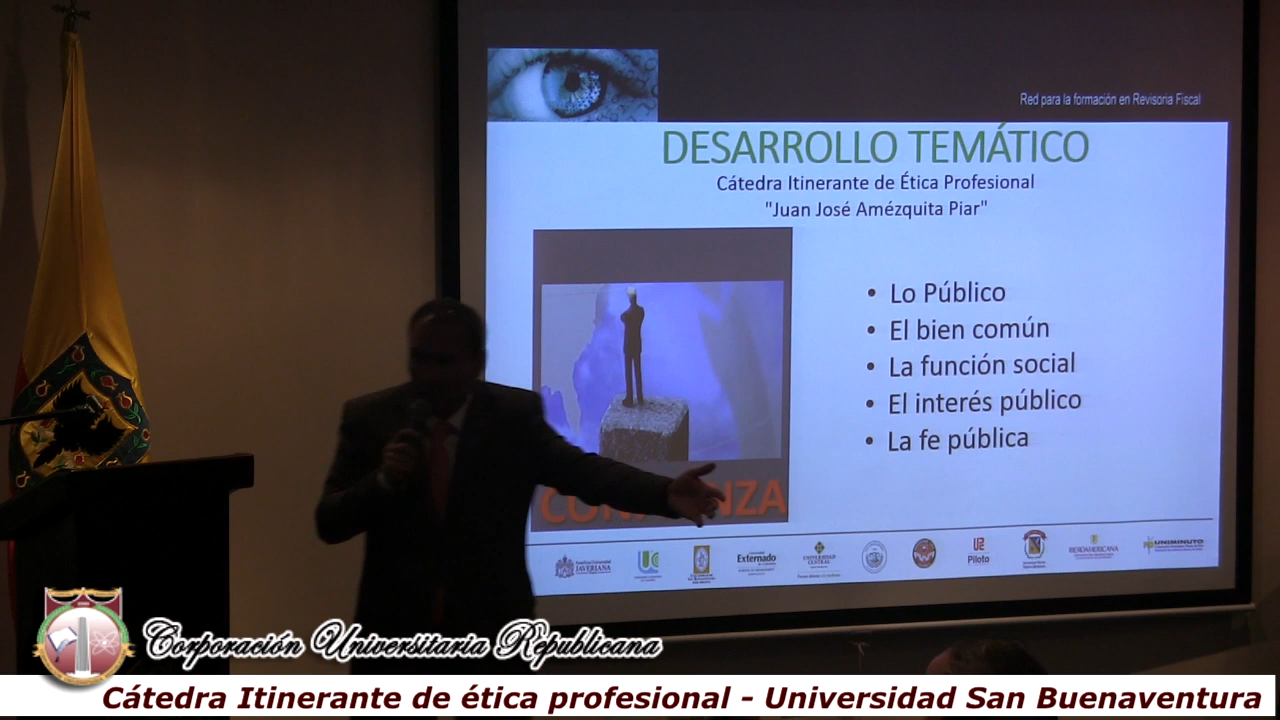 Red para la formación en Revisoria Fiscal
DESARROLLO TEMÁTICO
Cátedra Itinerante de Ética Profesional
"Juan José Amézquita Piar"
• Lo Público
• El bien común
• La función social
• El interés público
• La fe pública
JAVERIANA
Externado
UNIVERSIDAD
CENTRAL
Piloto
IBEROAMERICANA
UNIMINUTO
Corporación Universitaria Republicana
Cátedra Itinerante de ética profesional - Universidad San Buenaventura